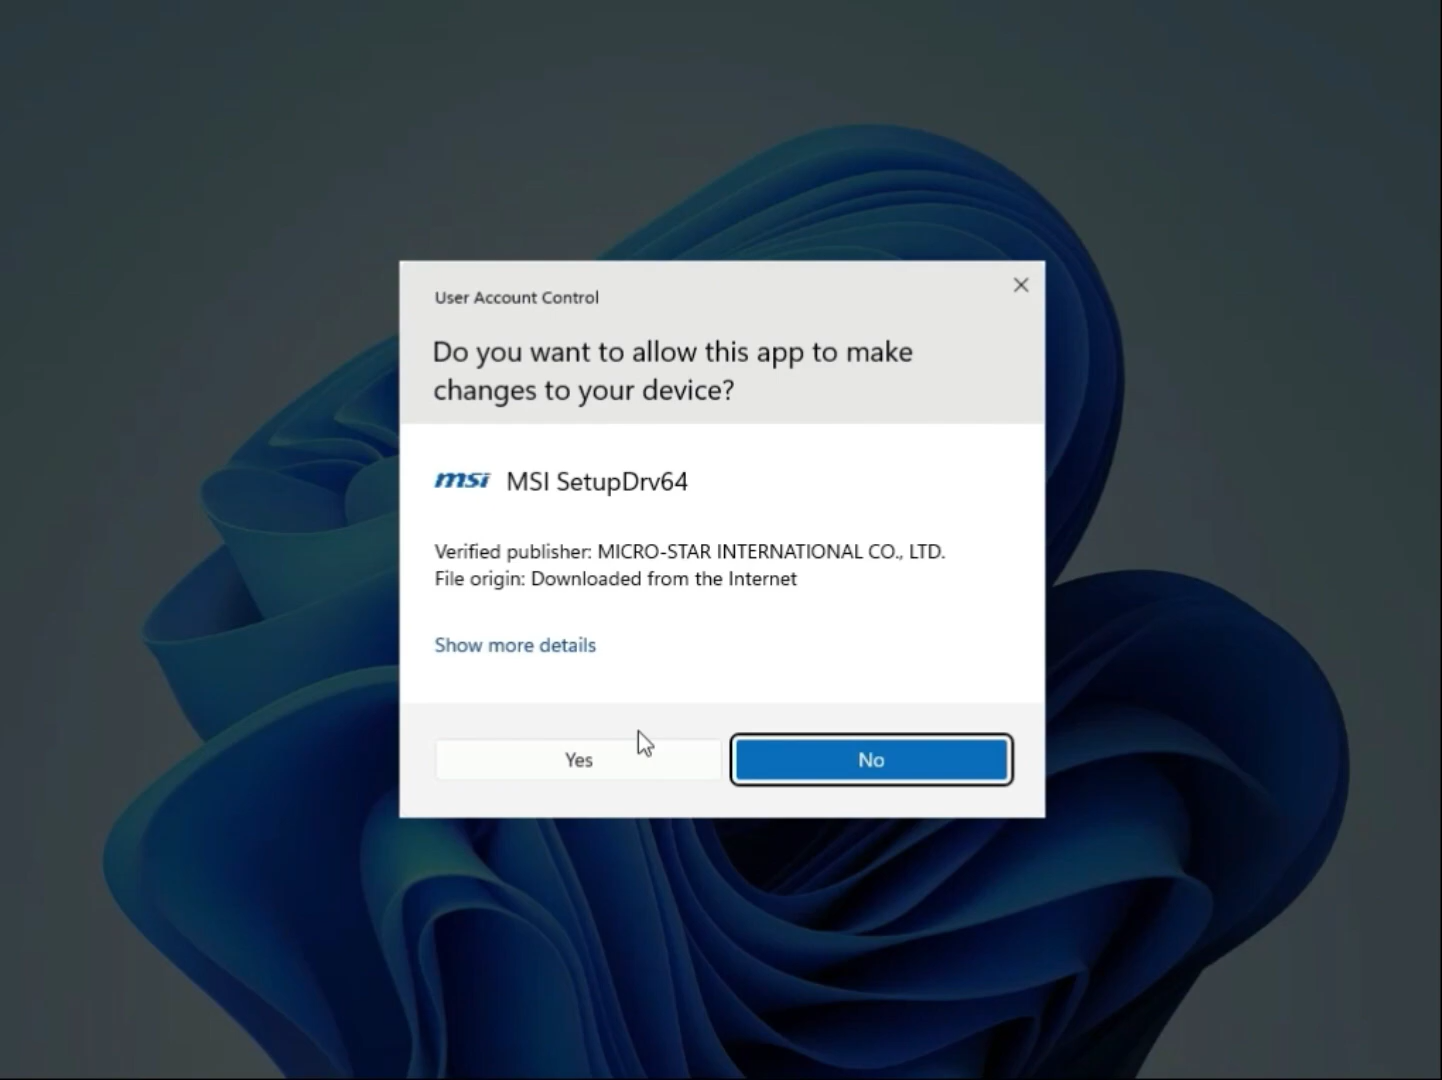 User Account Control
Do you want to allow this app to make
changes to your device?
msi MSI SetupDrv64
Verified publisher: MICRO-STAR INTERNATIONAL CO., LTD.
File origin: Downloaded from the Internet
Show more details
Yes
No